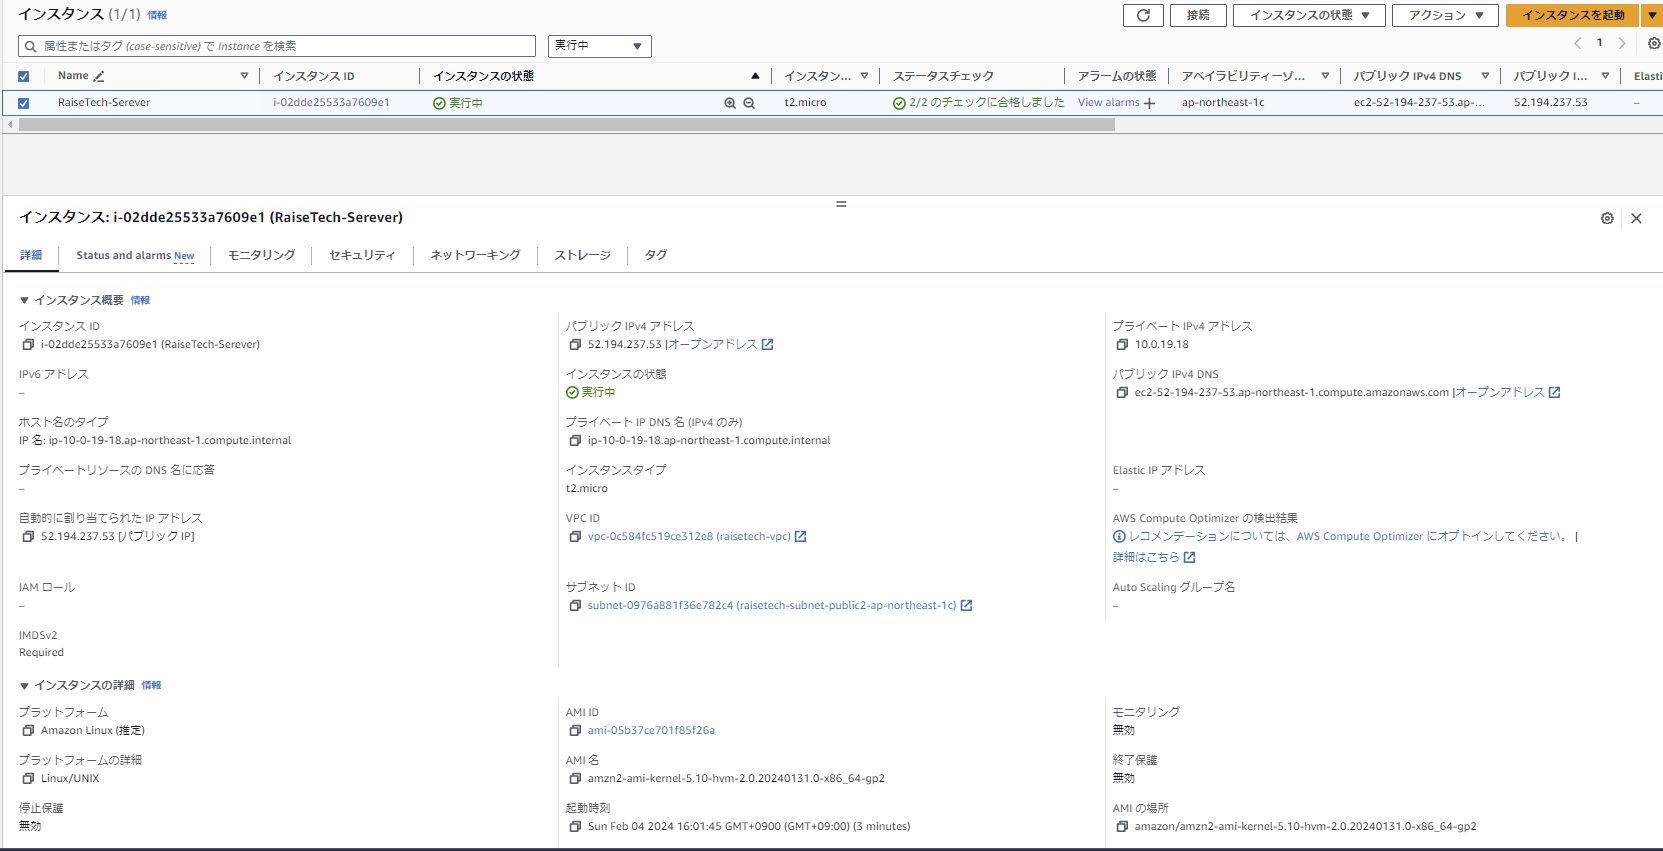 インスタンス (1/1) 情報
接続 インスタンスの状態 アクション インスタンスを起動
属性またはタグ (case-sensitive) で Instance を検索 実行中 1
Name インスタンス ID インスタンスの状態 インスタン... ステータスチェック アラームの状態 アベイラビリティーゾ... パブリック IPv4 DNS パブリック I... Elasti
RaiseTech-Serever i-02dde25533a7609e1 実行中 t2.micro 2/2 のチェックに合格しました View alarms + ap-northeast-1c ec2-52-194-237-53.ap-... 52.194.237.53 –
インスタンス: i-02dde25533a7609e1 (RaiseTech-Serever)
詳細 Status and alarms New モニタリング セキュリティ ネットワーキング ストレージ タグ
インスタンス概要 情報
インスタンス ID
i-02dde25533a7609e1 (RaiseTech-Serever)
パブリック IPv4 アドレス
52.194.237.53 |オープンアドレス
プライベート IPv4 アドレス
10.0.19.18
IPv6 アドレス
–
インスタンスの状態
実行中
パブリック IPv4 DNS
ec2-52-194-237-53.ap-northeast-1.compute.amazonaws.com |オープンアドレス
ホスト名のタイプ
IP 名: ip-10-0-19-18.ap-northeast-1.compute.internal
プライベート IP DNS 名 (IPv4 のみ)
ip-10-0-19-18.ap-northeast-1.compute.internal
プライベートリソースの DNS 名に応答
–
インスタンスタイプ
t2.micro
Elastic IP アドレス
–
自動的に割り当てられた IP アドレス
52.194.237.53 [パブリック IP]
VPC ID
vpc-0c584fc519ce312e8 (raisetech-vpc)
AWS Compute Optimizer の検出結果
レコメンデーションについては、AWS Compute Optimizer にオプトインしてください。 |
詳細はこちら
IAM ロール
–
サブネット ID
subnet-0976a881f36e782c4 (raisetech-subnet-public2-ap-northeast-1c)
Auto Scaling グループ名
–
IMDSv2
Required
インスタンスの詳細 情報
プラットフォーム
Amazon Linux (推定)
AMI ID
ami-05b37ce701f85f26a
モニタリング
無効
プラットフォームの詳細
Linux/UNIX
AMI 名
amzn2-ami-kernel-5.10-hvm-2.0.20240131.0-x86_64-gp2
終了保護
無効
停止保護
無効
起動時刻
Sun Feb 04 2024 16:01:45 GMT+0900 (GMT+09:00) (3 minutes)
AMI の場所
amazon/amzn2-ami-kernel-5.10-hvm-2.0.20240131.0-x86_64-gp2